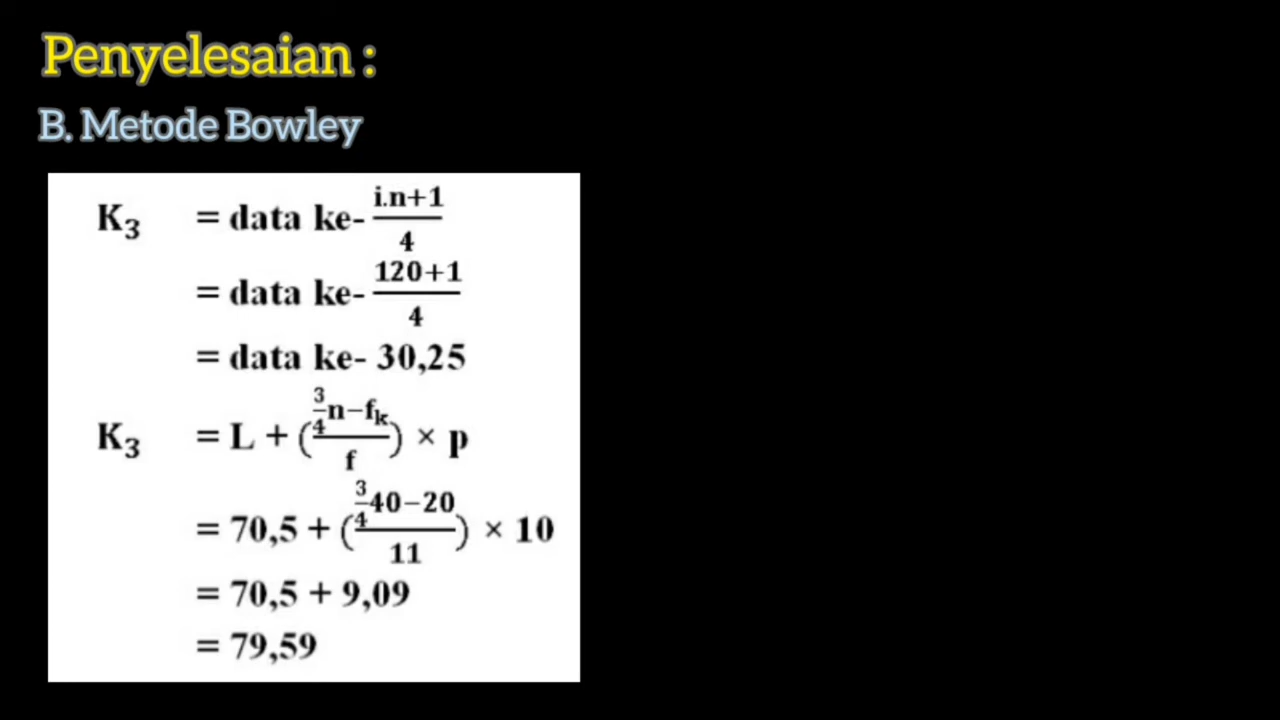 Penyelesaian :
B. Metode Bowley
K₃ = data ke- (i.n+1)/4
= data ke- (120+1)/4
= data ke- 30,25
K₃ = L + ((3/4 n−fₖ)/f) × p
= 70,5 + ((3/4 40−20)/11) × 10
= 70,5 + 9,09
= 79,59